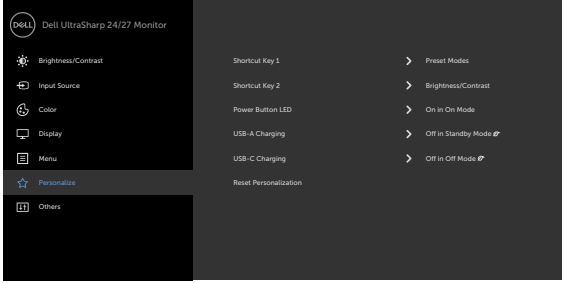 DELL Dell UltraSharp 24/27 Monitor
Brightness/Contrast Shortcut Key 1 Preset Modes
Input Source Shortcut Key 2 Brightness/Contrast
Color Power Button LED On in On Mode
Display USB-A Charging Off in Standby Mode
Menu USB-C Charging Off in Off Mode
Personalize Reset Personalization
Others